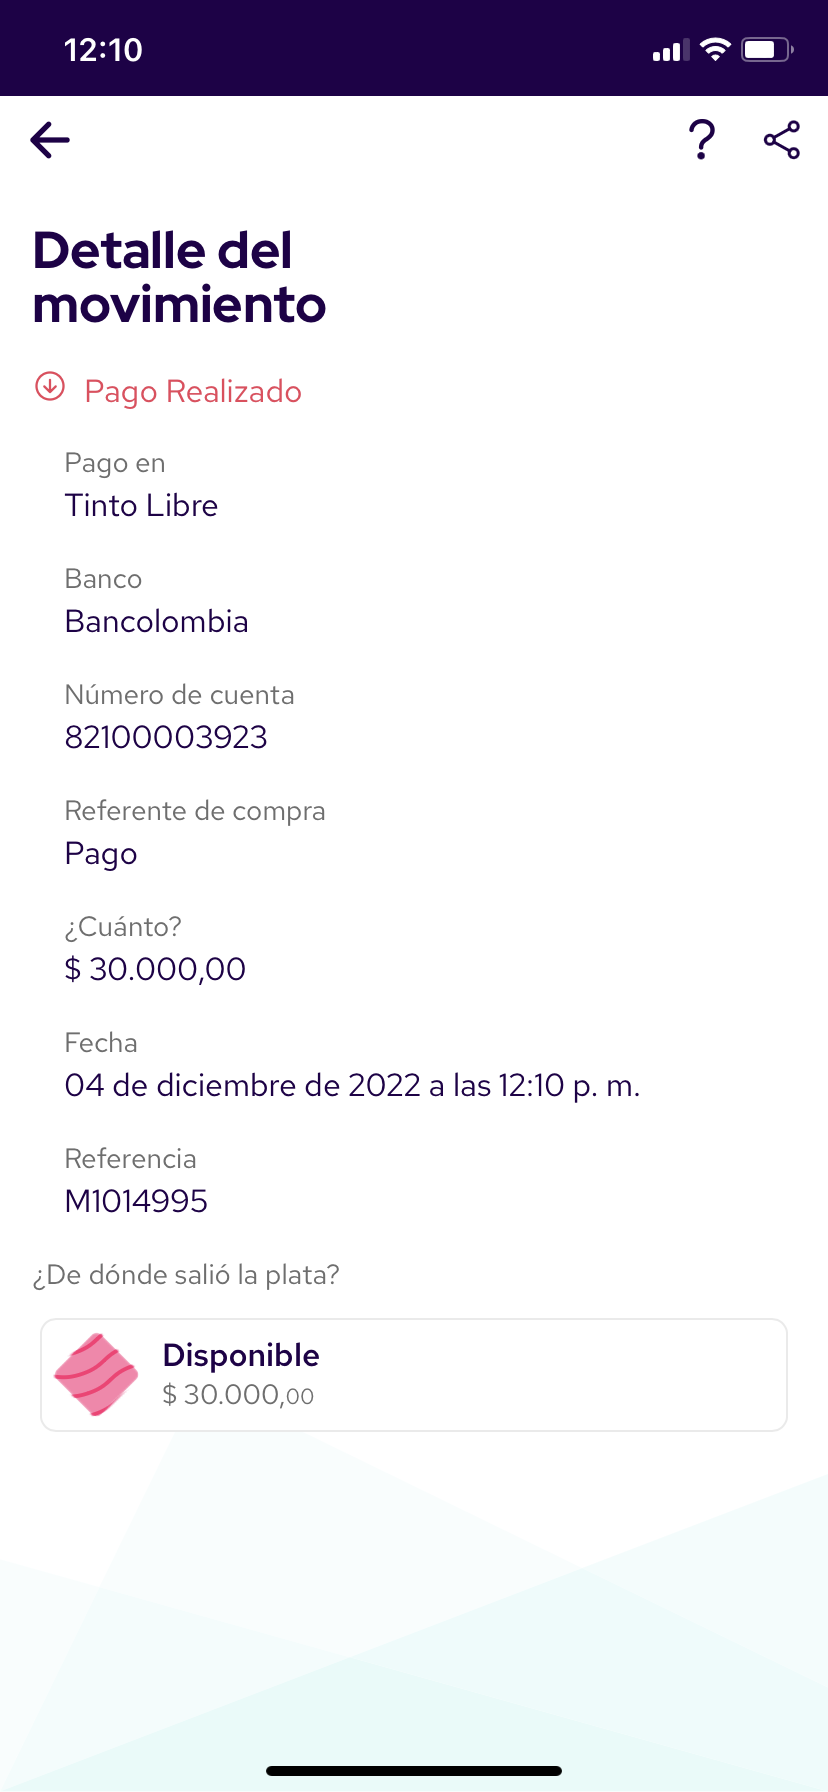 12:10
Detalle del
movimiento
Pago Realizado
Pago en
Tinto Libre
Banco
Bancolombia
Número de cuenta
82100003923
Referente de compra
Pago
¿Cuánto?
$ 30.000,00
Fecha
04 de diciembre de 2022 a las 12:10 p. m.
Referencia
M1014995
¿De dónde salió la plata?
Disponible
$ 30.000,00